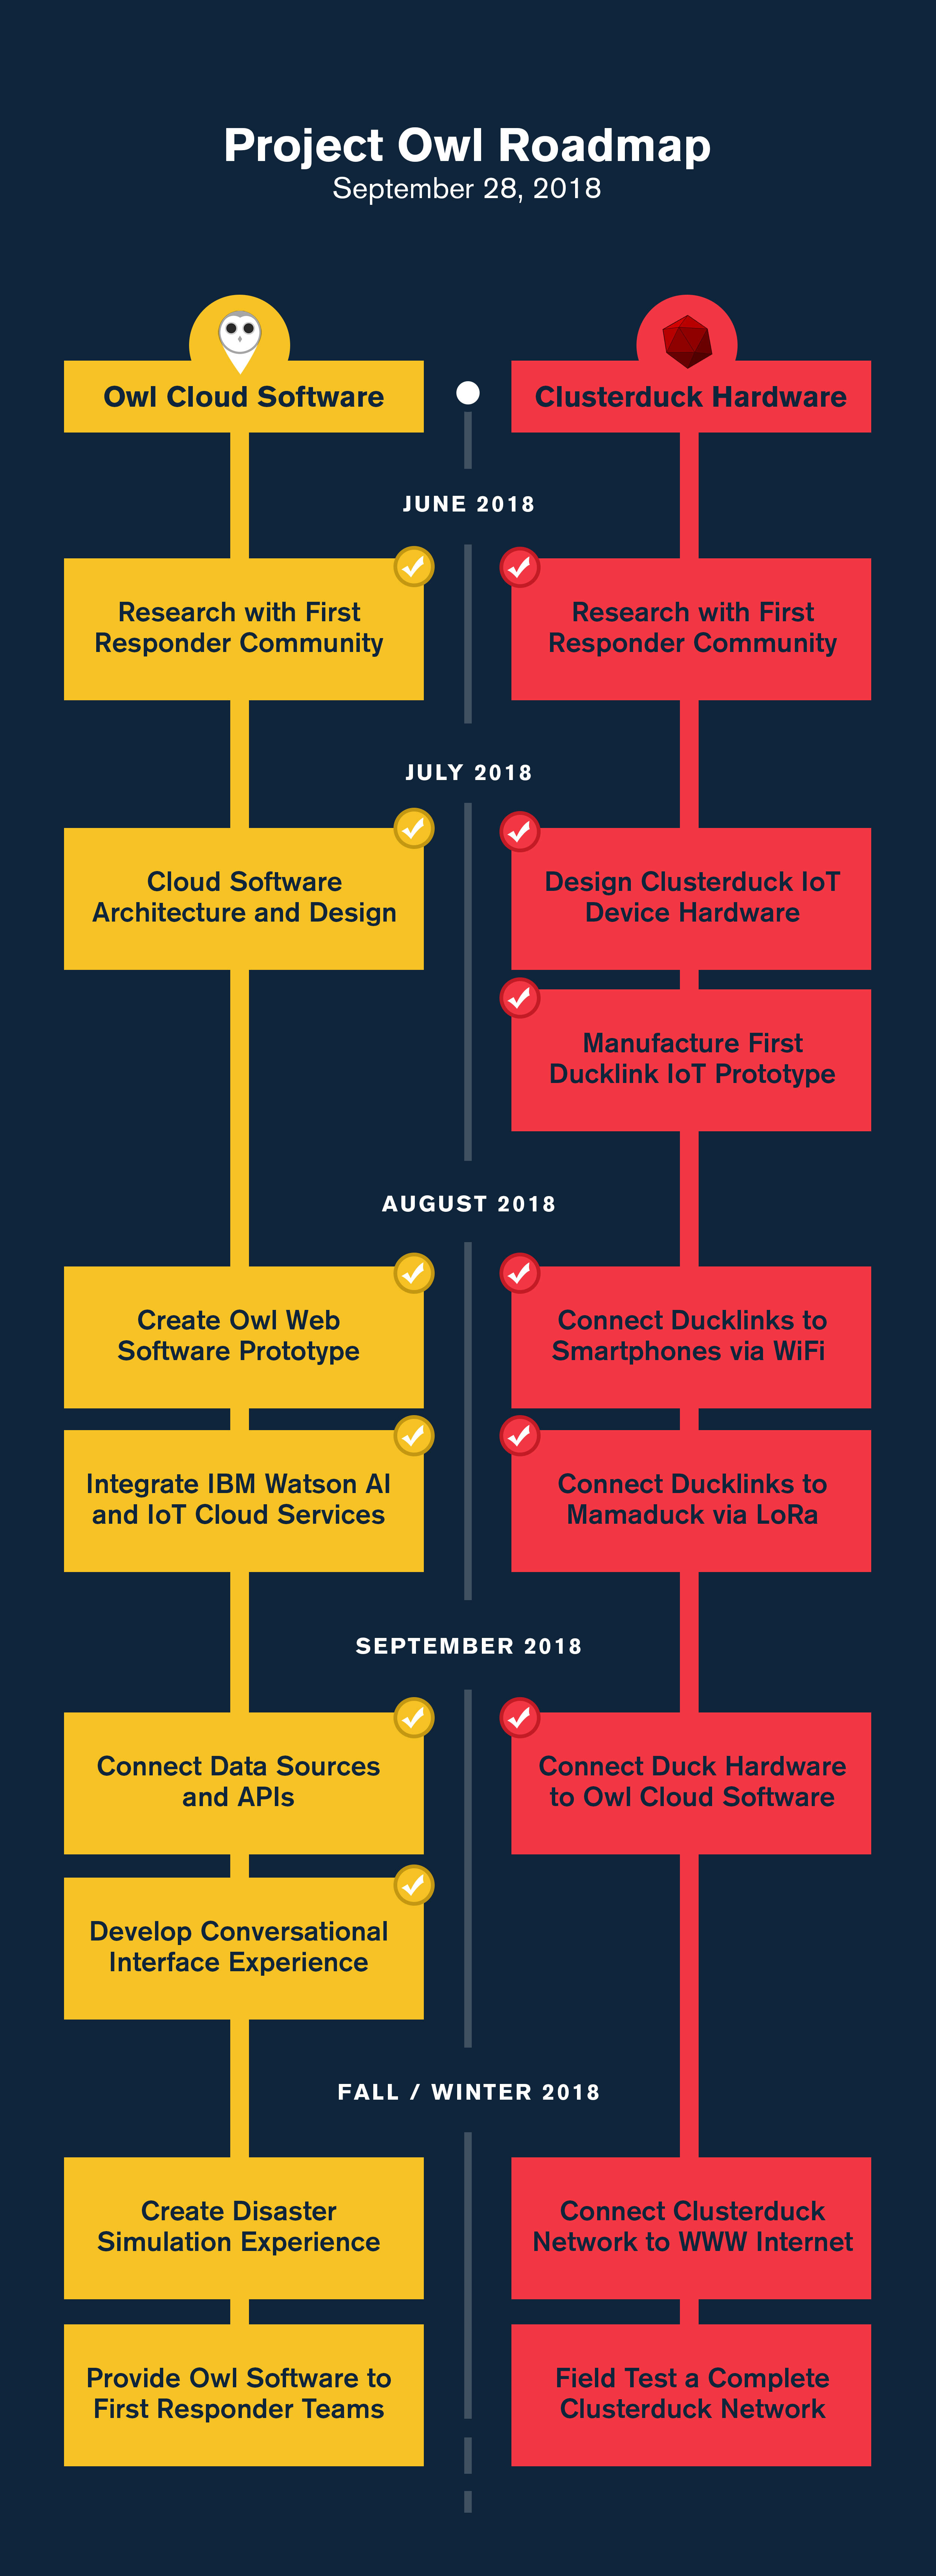 Project Owl Roadmap
September 28, 2018
Owl Cloud Software
Clusterduck Hardware
JUNE 2018
Research with First
Responder Community
Research with First
Responder Community
JULY 2018
Cloud Software
Architecture and Design
Design Clusterduck IoT
Device Hardware
Manufacture First
Ducklink IoT Prototype
AUGUST 2018
Create Owl Web
Software Prototype
Connect Ducklinks to
Smartphones via WiFi
Integrate IBM Watson AI
and IoT Cloud Services
Connect Ducklinks to
Mamaduck via LoRa
SEPTEMBER 2018
Connect Data Sources
and APIs
Connect Duck Hardware
to Owl Cloud Software
Develop Conversational
Interface Experience
FALL / WINTER 2018
Create Disaster
Simulation Experience
Connect Clusterduck
Network to WWW Internet
Provide Owl Software to
First Responder Teams
Field Test a Complete
Clusterduck Network